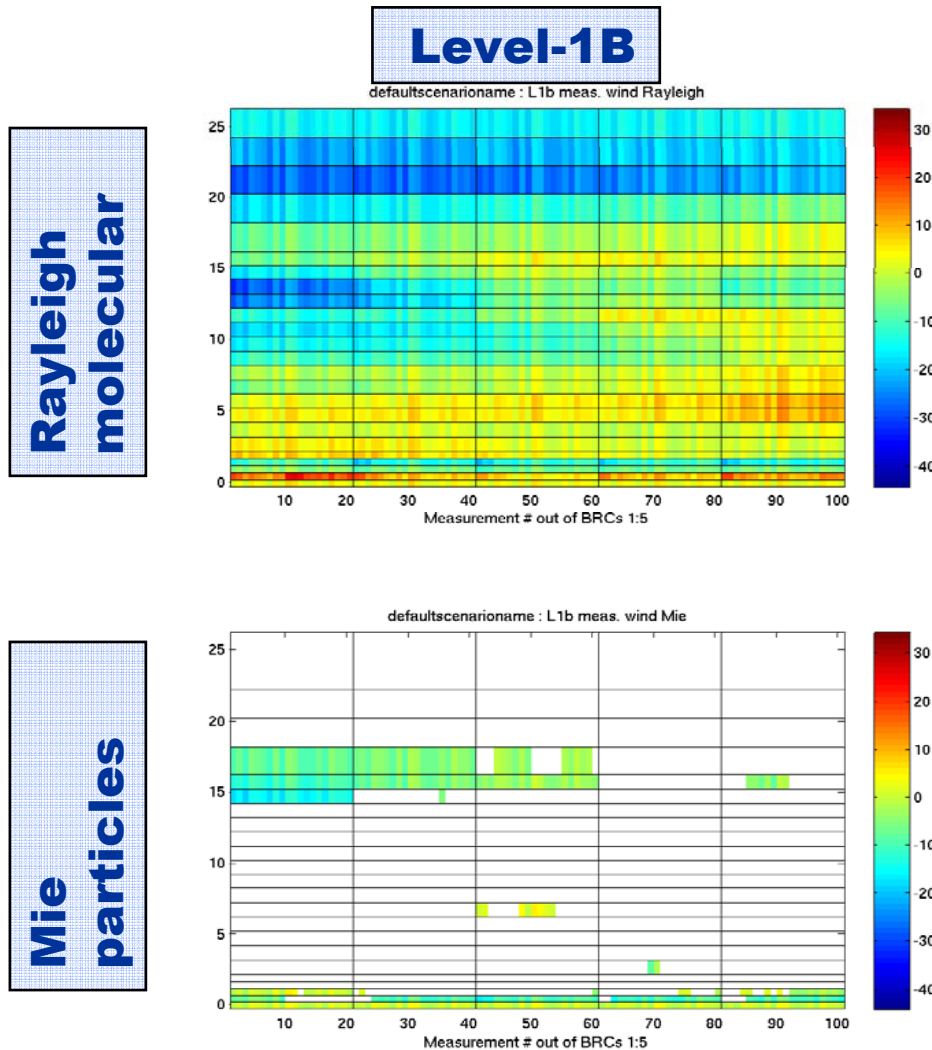 Level-1B
defaultscenarioname : L1b meas. wind Rayleigh
Rayleigh
molecular
25
20
15
10
5
0
10 20 30 40 50 60 70 80 90 100
Measurement # out of BRCs 1:5
30
20
10
0
-10
-20
-30
-40
defaultscenarioname : L1b meas. wind Mie
Mie
particles
25
20
15
10
5
0
10 20 30 40 50 60 70 80 90 100
Measurement # out of BRCs 1:5
30
20
10
0
-10
-20
-30
-40